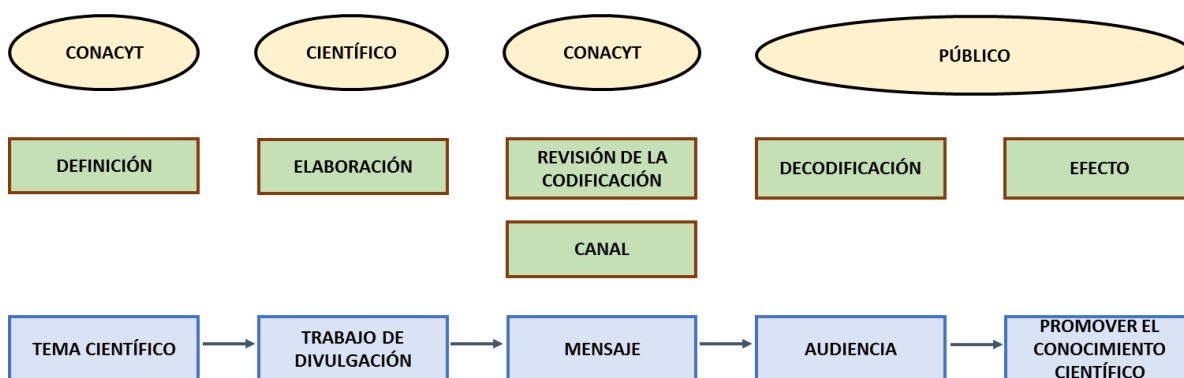 CONACYT
CIENTÍFICO
CONACYT
PÚBLICO
DEFINICIÓN
ELABORACIÓN
REVISIÓN DE LA
CODIFICACIÓN
DECODIFICACIÓN
EFECTO
CANAL
TEMA CIENTÍFICO
TRABAJO DE
DIVULGACIÓN
MENSAJE
AUDIENCIA
PROMOVER EL
CONOCIMIENTO
CIENTÍFICO